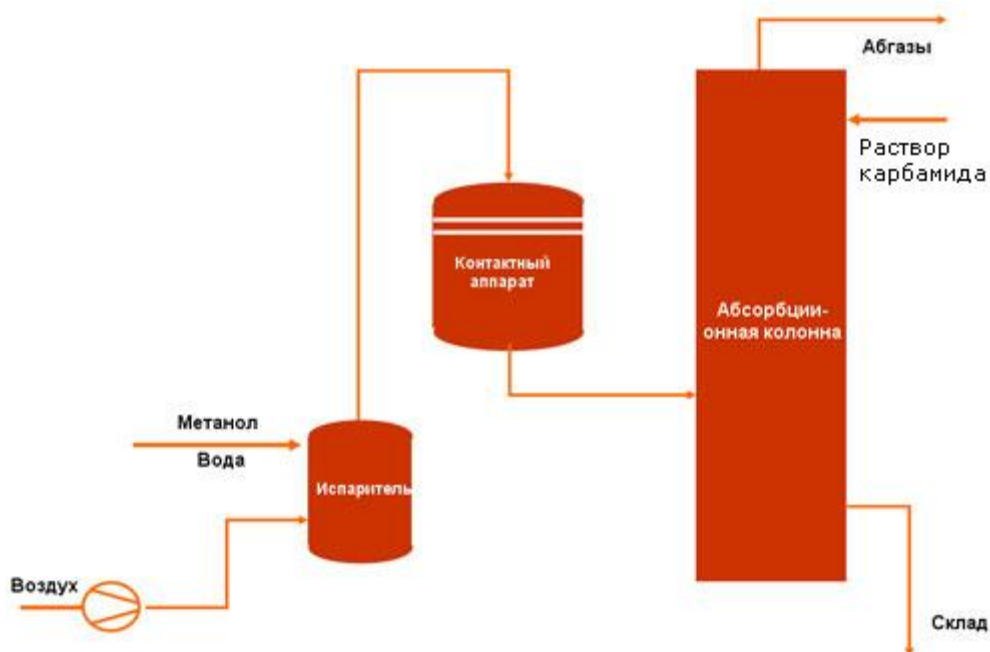 Абгазы
Раствор
карбамида
Контактный
аппарат
Абсорбци-
онная колонна
Метанол
Вода
Испаритель
Воздух
Склад